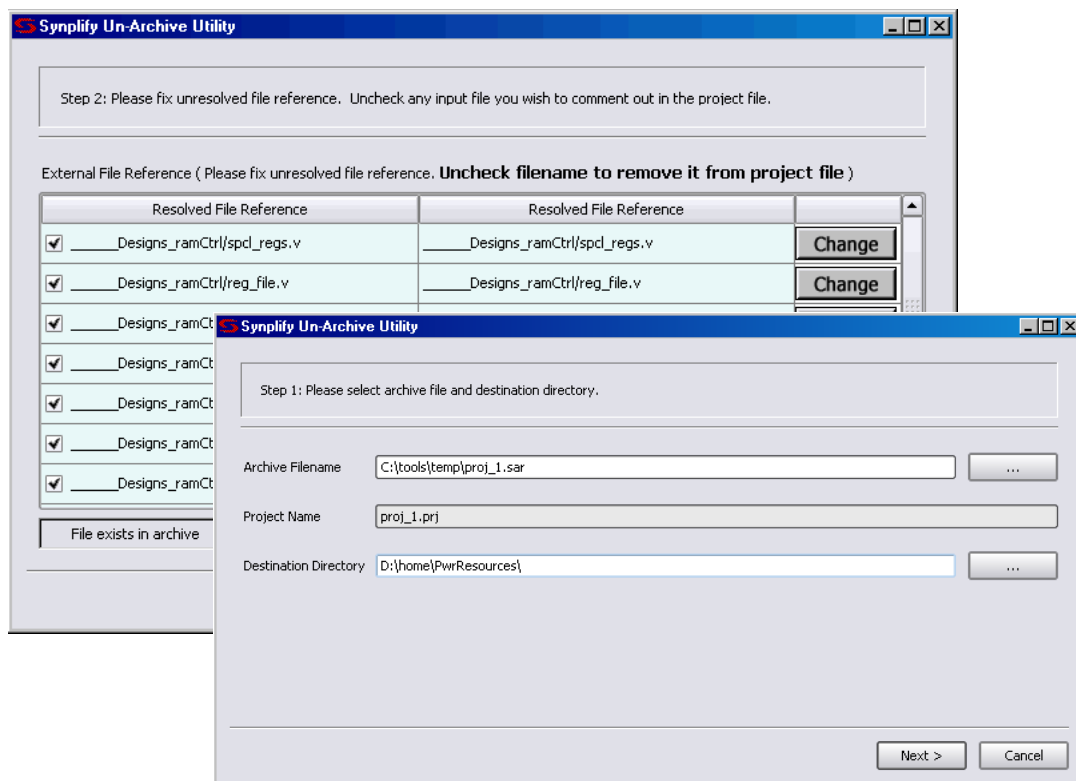 Synplify Un-Archive Utility
Step 2: Please fix unresolved file reference. Uncheck any input file you wish to comment out in the project file.
External File Reference ( Please fix unresolved file reference. Uncheck filename to remove it from project file )
Resolved File Reference Resolved File Reference
______Designs_ramCtrl/spcl_regs.v ______Designs_ramCtrl/spcl_regs.v Change
______Designs_ramCtrl/reg_file.v ______Designs_ramCtrl/reg_file.v Change
______Designs_ramCt
______Designs_ramCt
______Designs_ramCt
______Designs_ramCt
______Designs_ramCt
File exists in archive
Synplify Un-Archive Utility
Step 1: Please select archive file and destination directory.
Archive Filename C:\tools\temp\proj_1.sar ...
Project Name proj_1.prj
Destination Directory D:\home\PwrResources\ ...
Next > Cancel